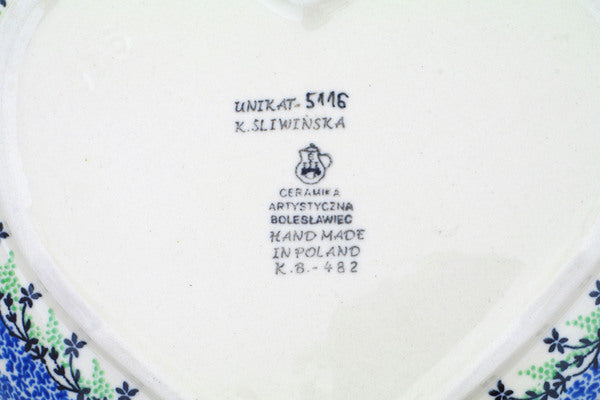 UNIKAT-5116
K.SLIWIŃSKA
CERAMIKA
ARTYSTYCZNA
BOLESŁAWIEC
HAND MADE
IN POLAND
K.B.-482